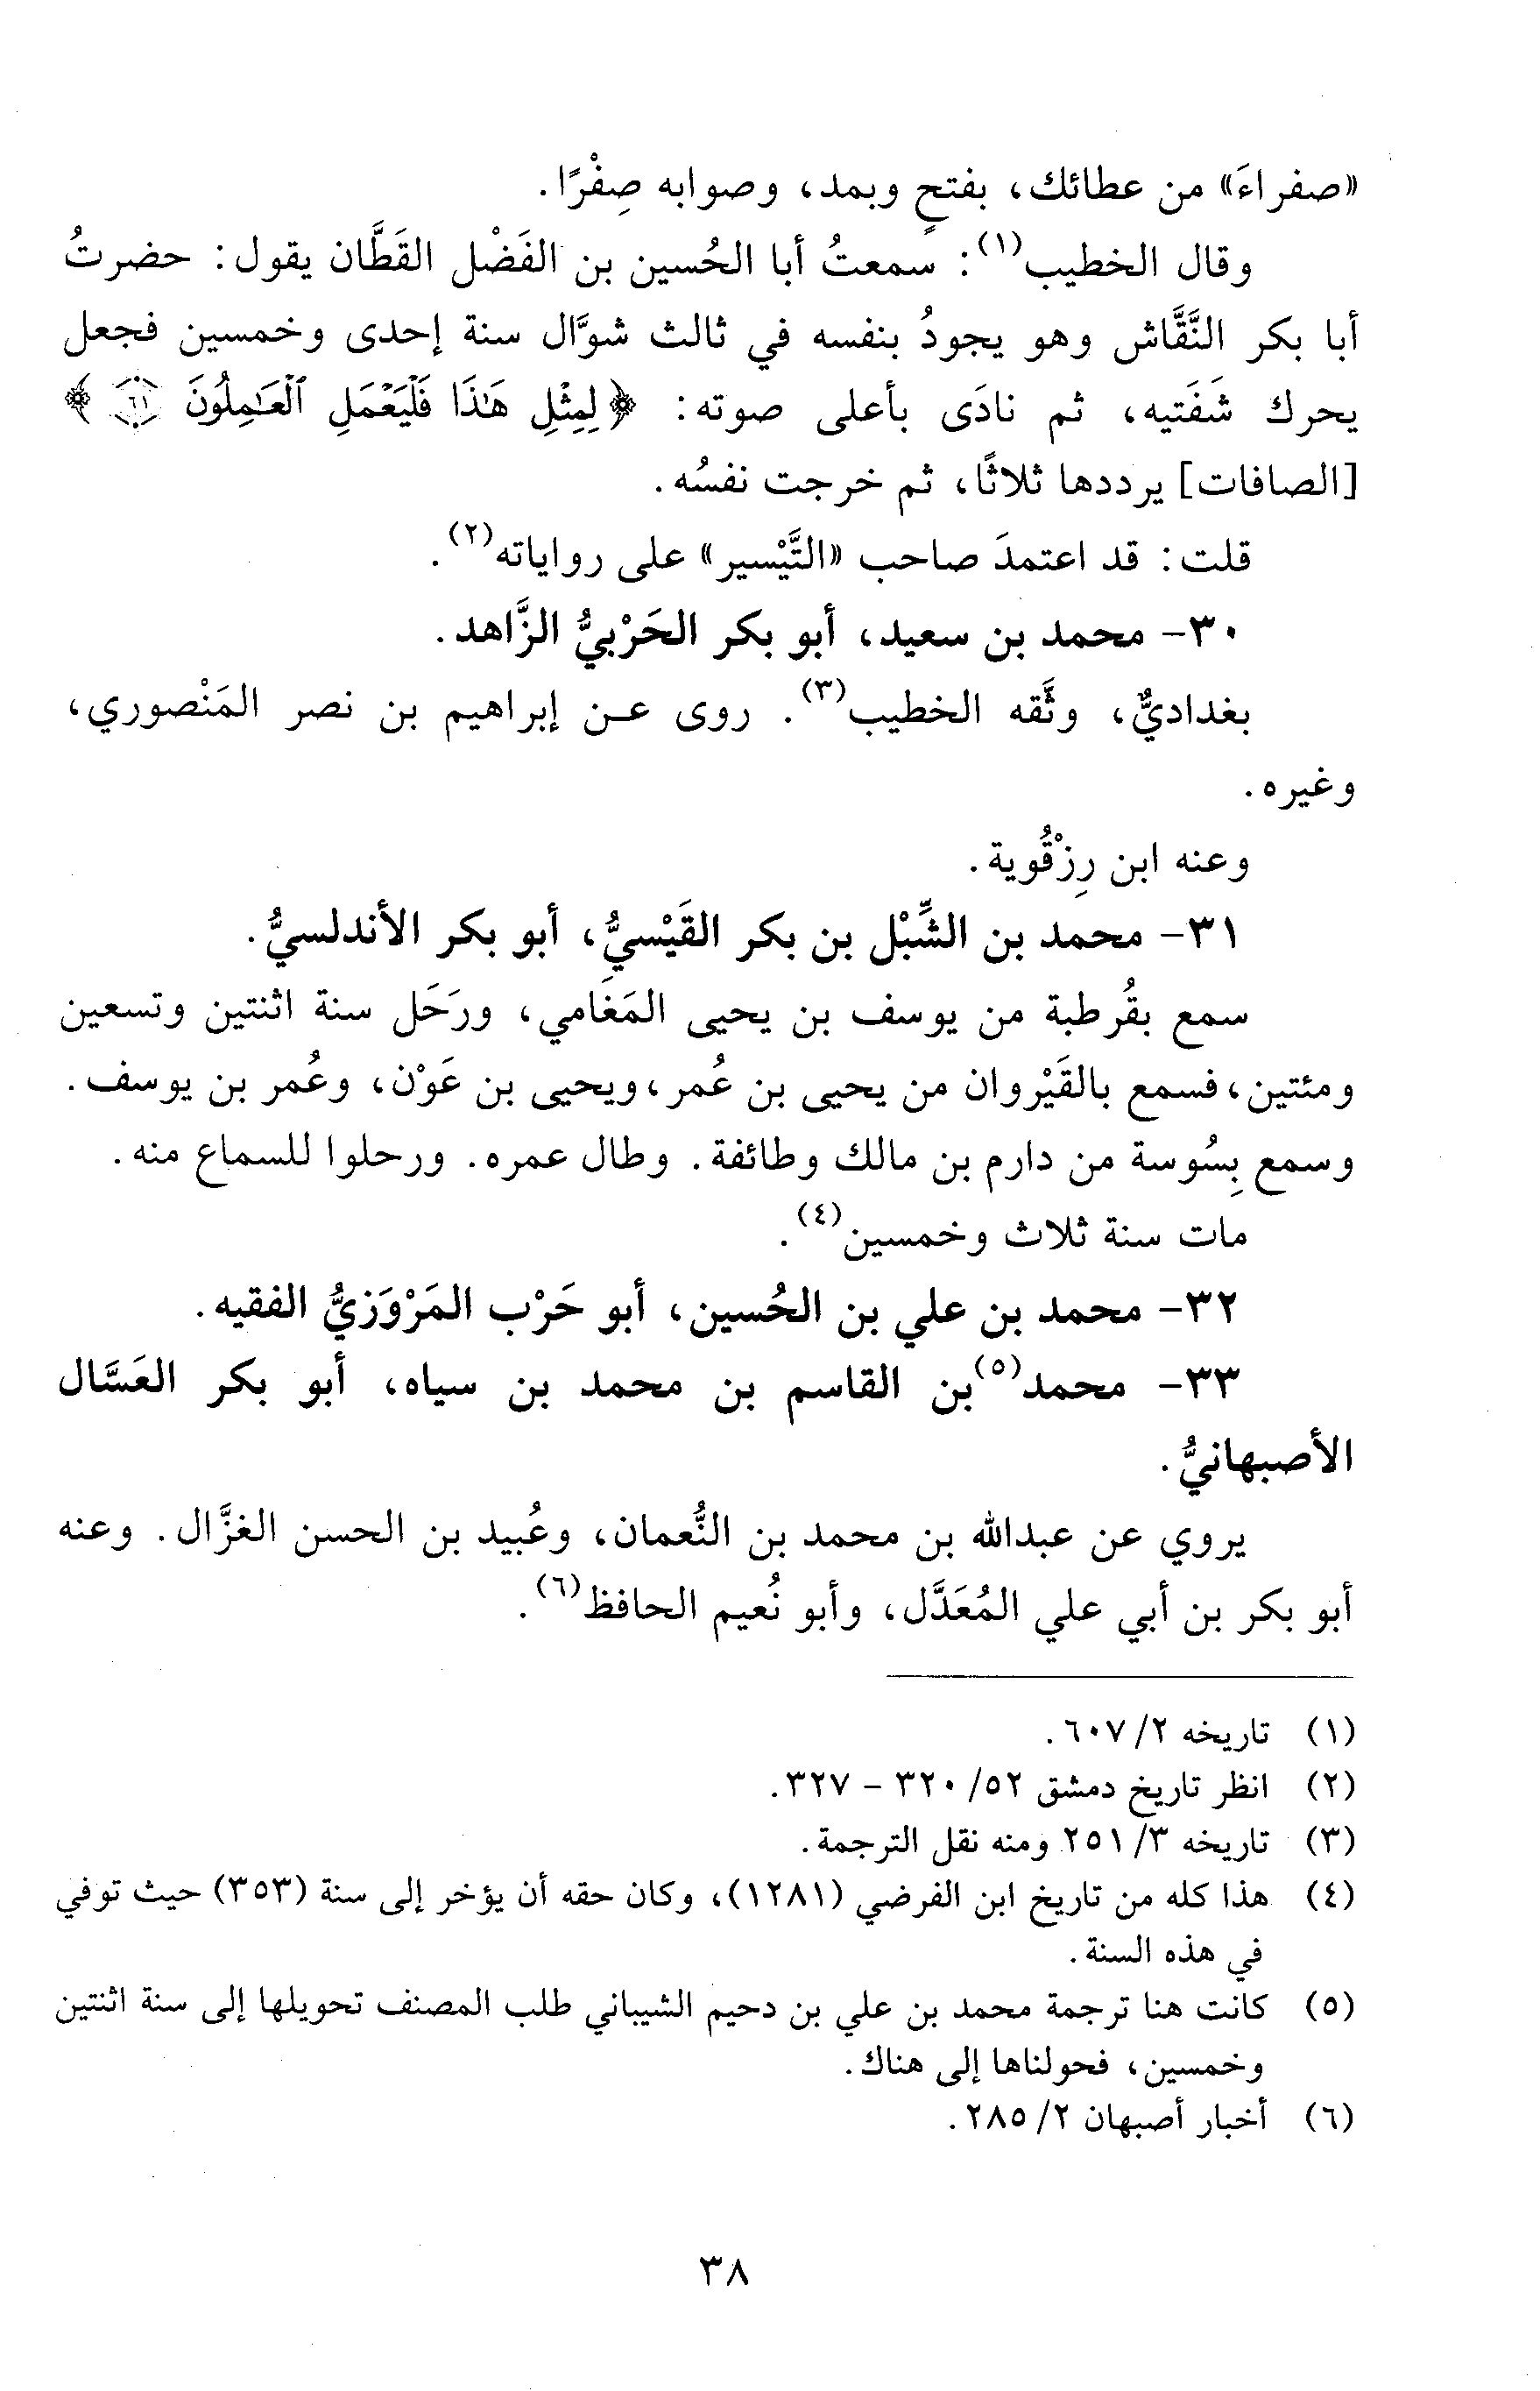 «صفراءَ» من عطائك، بفتحٍ وبمد، وصوابه صِفْرًا.
وقال الخطيب(١): سمعتُ أبا الحُسين بن الفَضْل القَطَّان يقول: حضرتُ
أبا بكر النَّقَّاش وهو يجودُ بنفسه في ثالث شوَّال سنة إحدى وخمسين فجعل
يحرك شَفَتيه، ثم نادَى بأعلى صوته: ﴿لِمِثْلِ هَٰذَا فَلْيَعْمَلِ ٱلْعَٰمِلُونَ ٦١﴾
[الصافات] يرددها ثلاثًا، ثم خرجت نفسُه.
قلت: قد اعتمدَ صاحب «التَّيْسير» على رواياته(٢).
٣٠- محمد بن سعيد، أبو بكر الحَرْبيُّ الزَّاهد.
بغداديٌّ، وثَّقه الخطيب(٣). روى عن إبراهيم بن نصر المَنْصوري،
وغيره.
وعنه ابن رِزْقُوية.
٣١- محمد بن الشِّبْل بن بكر القَيْسيُّ، أبو بكر الأندلسيُّ.
سمع بقُرطبة من يوسف بن يحيى المَغَامي، ورَحَل سنة اثنتين وتسعين
ومئتين، فسمع بالقَيْروان من يحيى بن عُمر، ويحيى بن عَوْن، وعُمر بن يوسف.
وسمع بِسُوسة من دارم بن مالك وطائفة. وطال عمره. ورحلوا للسماع منه.
مات سنة ثلاث وخمسين(٤).
٣٢- محمد بن علي بن الحُسين، أبو حَرْب المَرْوَزيُّ الفقيه.
٣٣- محمد(٥) بن القاسم بن محمد بن سياه، أبو بكر العَسَّال
الأصبهانيُّ.
يروي عن عبدالله بن محمد بن النُّعمان، وعُبيد بن الحسن الغزَّال. وعنه
أبو بكر بن أبي علي المُعَدَّل، وأبو نُعيم الحافظ(٦).
(١) تاريخه ٢/ ٦٠٧.
(٢) انظر تاريخ دمشق ٥٢/ ٣٢٠ - ٣٢٧.
(٣) تاريخه ٣/ ٢٥١ ومنه نقل الترجمة.
(٤) هذا كله من تاريخ ابن الفرضي (١٢٨١)، وكان حقه أن يؤخر إلى سنة (٣٥٣) حيث توفي
في هذه السنة.
(٥) كانت هنا ترجمة محمد بن علي بن دحيم الشيباني طلب المصنف تحويلها إلى سنة اثنتين
وخمسين، فحولناها إلى هناك.
(٦) أخبار أصبهان ٢/ ٢٨٥.
٣٨